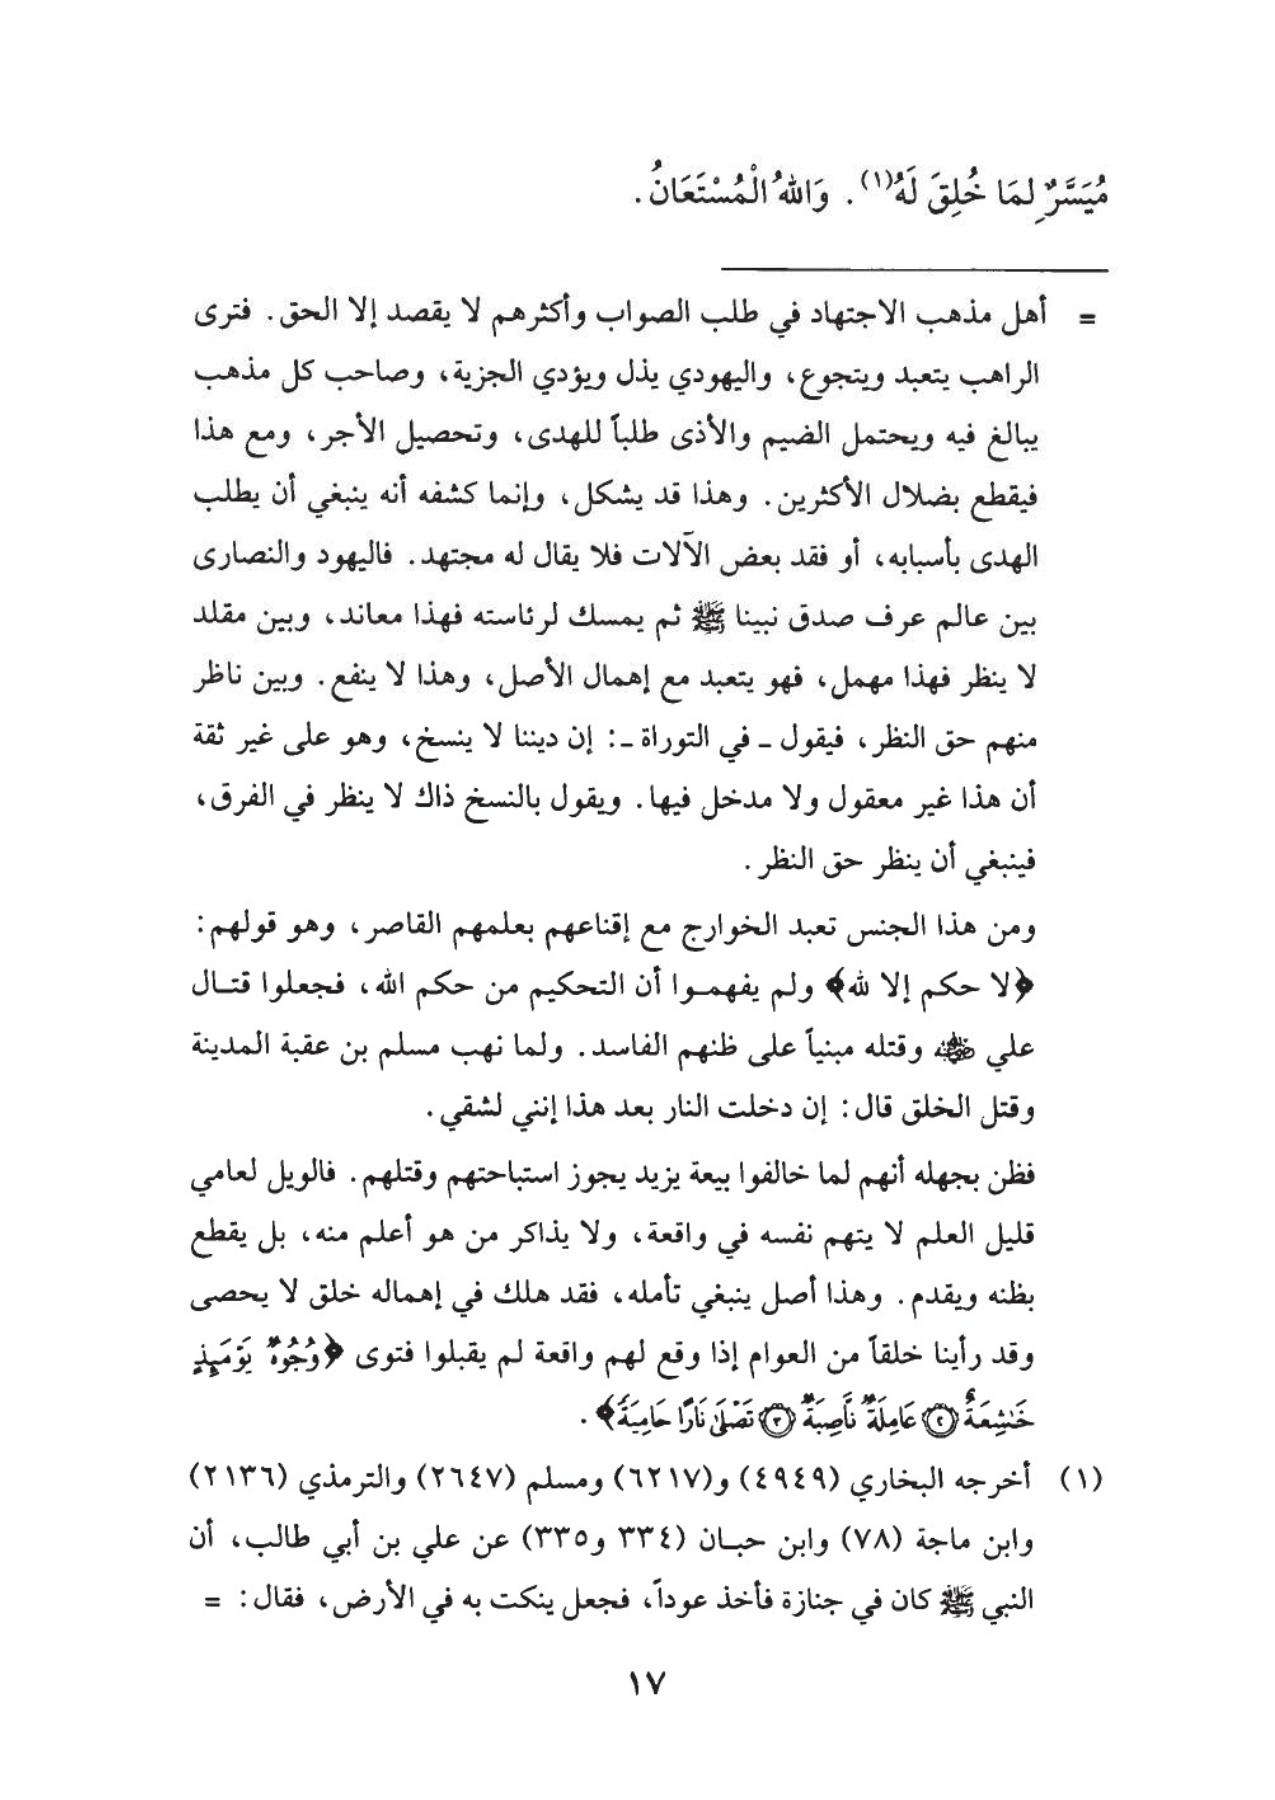 مُيَسَّرٌ لِمَا خُلِقَ لَهُ(١). وَاللهُ الْمُسْتَعَانُ.
= أهل مذهب الاجتهاد في طلب الصواب وأكثرهم لا يقصد إلا الحق. فترى
الراهب يتعبد ويتجوع، واليهودي يذل ويؤدي الجزية، وصاحب كل مذهب
يبالغ فيه ويحتمل الضيم والأذى طلباً للهدى، وتحصيل الأجر، ومع هذا
فيقطع بضلال الأكثرين. وهذا قد يشكل، وإنما كشفه أنه ينبغي أن يطلب
الهدى بأسبابه، أو فقد بعض الآلات فلا يقال له مجتهد. فاليهود والنصارى
بين عالم عرف صدق نبينا ﷺ ثم يمسك لرئاسته فهذا معاند، وبين مقلد
لا ينظر فهذا مهمل، فهو يتعبد مع إهمال الأصل، وهذا لا ينفع. وبين ناظر
منهم حق النظر، فيقول ـ في التوراة ـ: إن ديننا لا ينسخ، وهو على غير ثقة
أن هذا غير معقول ولا مدخل فيها. ويقول بالنسخ ذاك لا ينظر في الفرق،
فينبغي أن ينظر حق النظر.
ومن هذا الجنس تعبد الخوارج مع إقناعهم بعلمهم القاصر، وهو قولهم:
﴿لا حكم إلا لله﴾ ولم يفهموا أن التحكيم من حكم الله، فجعلوا قتال
علي رضي الله عنه وقتله مبنياً على ظنهم الفاسد. ولما نهب مسلم بن عقبة المدينة
وقتل الخلق قال: إن دخلت النار بعد هذا إنني لشقي.
فظن بجهله أنهم لما خالفوا بيعة يزيد يجوز استباحتهم وقتلهم. فالويل لعامي
قليل العلم لا يتهم نفسه في واقعة، ولا يذاكر من هو أعلم منه، بل يقطع
بظنه ويقدم. وهذا أصل ينبغي تأمله، فقد هلك في إهماله خلق لا يحصى
وقد رأينا خلقاً من العوام إذا وقع لهم واقعة لم يقبلوا فتوى ﴿وُجُوهٌ يَوْمَئِذٍ
خَٰشِعَةٌ ۝٢ عَامِلَةٌ نَّاصِبَةٌ ۝٣ تَصْلَىٰ نَارًا حَامِيَةً﴾.
(١) أخرجه البخاري (٤٩٤٩) و(٦٢١٧) ومسلم (٢٦٤٧) والترمذي (٢١٣٦)
وابن ماجة (٧٨) وابن حبان (٣٣٤ و٣٣٥) عن علي بن أبي طالب، أن
النبي ﷺ كان في جنازة فأخذ عوداً، فجعل ينكت به في الأرض، فقال: =
١٧